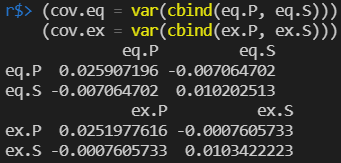 r$> (cov.eq = var(cbind(eq.P, eq.S)))
(cov.ex = var(cbind(ex.P, ex.S)))
eq.P eq.S
eq.P 0.025907196 -0.007064702
eq.S -0.007064702 0.010202513
ex.P ex.S
ex.P 0.0251977616 -0.0007605733
ex.S -0.0007605733 0.0103422223